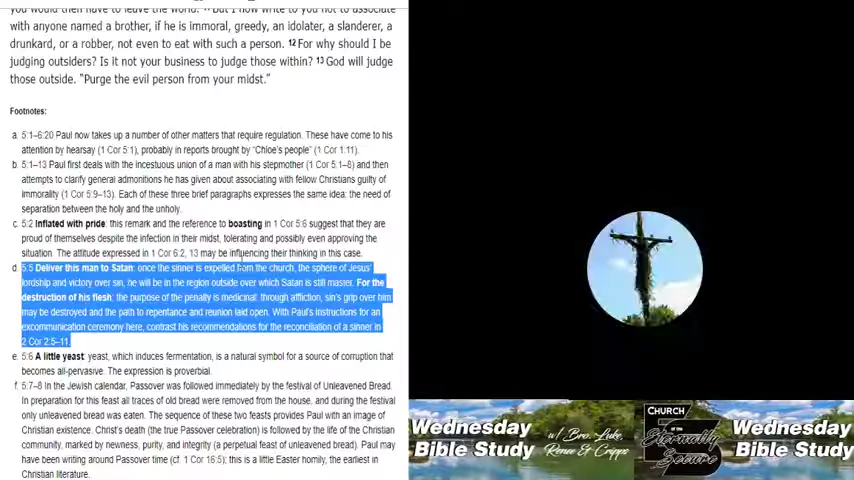 you would then have to leave the world. 11 But I now write to you not to associate
with anyone named a brother, if he is immoral, greedy, an idolater, a slanderer, a
drunkard, or a robber, not even to eat with such a person. 12 For why should I be
judging outsiders? Is it not your business to judge those within? 13 God will judge
those outside. “Purge the evil person from your midst.”
Footnotes:
a. 5:1–6:20 Paul now takes up a number of other matters that require regulation. These have come to his
attention by hearsay (1 Cor 5:1), probably in reports brought by “Chloe’s people” (1 Cor 1:11).
b. 5:1–13 Paul first deals with the incestuous union of a man with his stepmother (1 Cor 5:1–8) and then
attempts to clarify general admonitions he has given about associating with fellow Christians guilty of
immorality (1 Cor 5:9–13). Each of these three brief paragraphs expresses the same idea: the need of
separation between the holy and the unholy.
c. 5:2 Inflated with pride: this remark and the reference to boasting in 1 Cor 5:6 suggest that they are
proud of themselves despite the infection in their midst, tolerating and possibly even approving the
situation. The attitude expressed in 1 Cor 6:2, 13 may be influencing their thinking in this case.
d. 5:5 Deliver this man to Satan: once the sinner is expelled from the church, the sphere of Jesus’
lordship and victory over sin, he will be in the region outside over which Satan is still master. For the
destruction of his flesh: the purpose of the penalty is medicinal: through affliction, sin’s grip over him
may be destroyed and the path to repentance and reunion laid open. With Paul’s instructions for an
excommunication ceremony here, contrast his recommendations for the reconciliation of a sinner in
2 Cor 2:5–11.
e. 5:6 A little yeast: yeast, which induces fermentation, is a natural symbol for a source of corruption that
becomes all-pervasive. The expression is proverbial.
f. 5:7–8 In the Jewish calendar, Passover was followed immediately by the festival of Unleavened Bread.
In preparation for this feast all traces of old bread were removed from the house, and during the festival
only unleavened bread was eaten. The sequence of these two feasts provides Paul with an image of
Christian existence: Christ’s death (the true Passover celebration) is followed by the life of the Christian
community, marked by newness, purity, and integrity (a perpetual feast of unleavened bread). Paul may
have been writing around Passover time (cf. 1 Cor 16:5); this is a little Easter homily, the earliest in
Christian literature.
Wednesday
Bible Study
w/ Bro. Luke,
Renee & Cripps
CHURCH
of the
Eternally
Secure
Wednesday
Bible Study